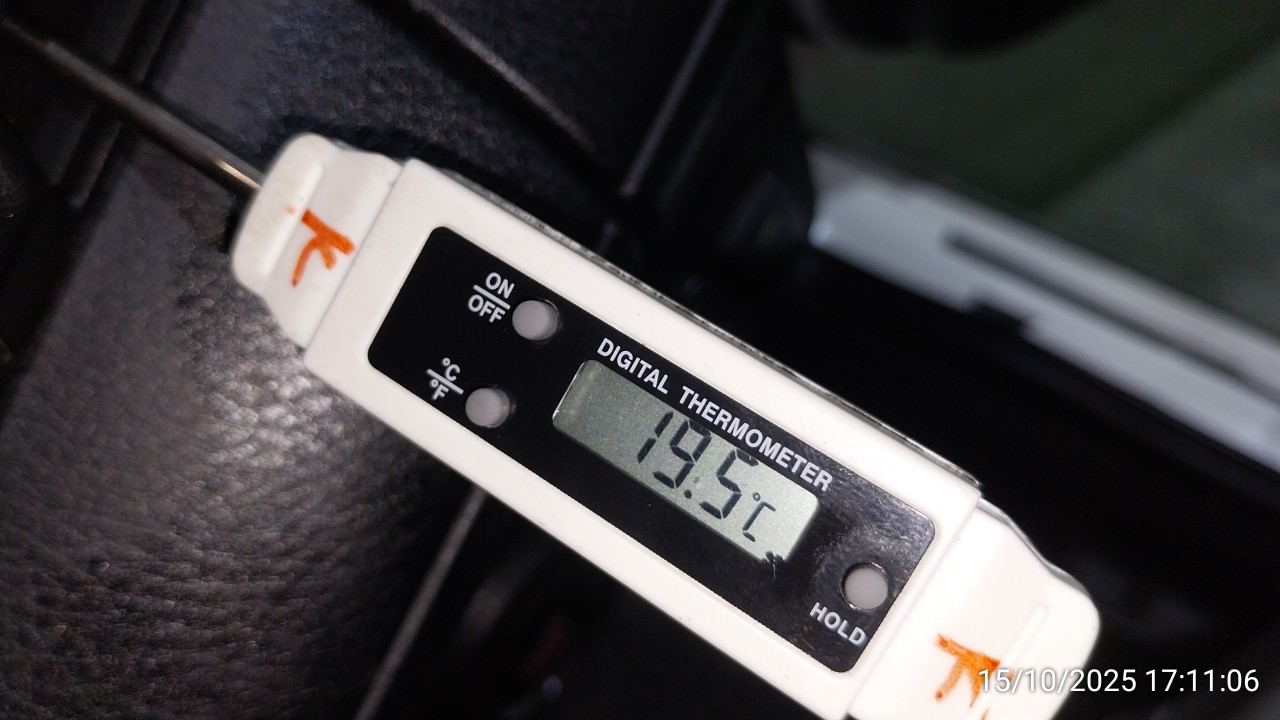 K
ON
OFF
°C
°F
DIGITAL THERMOMETER
19.5°C
HOLD
15/10/2025 17:11:06